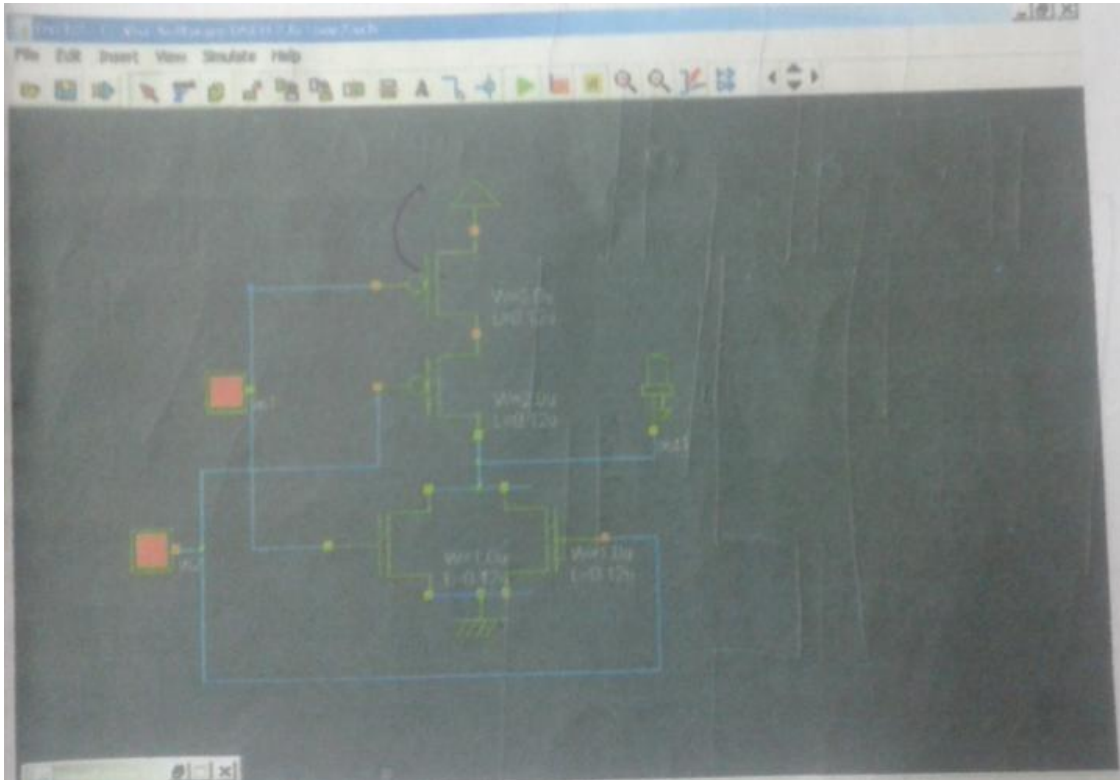 File Edit Insert View Simulate Help
A
W=2.0u
L=0.12u
W=2.0u
L=0.12u
in1
out1
in2
W=1.0u
L=0.12u
W=1.0u
L=0.12u